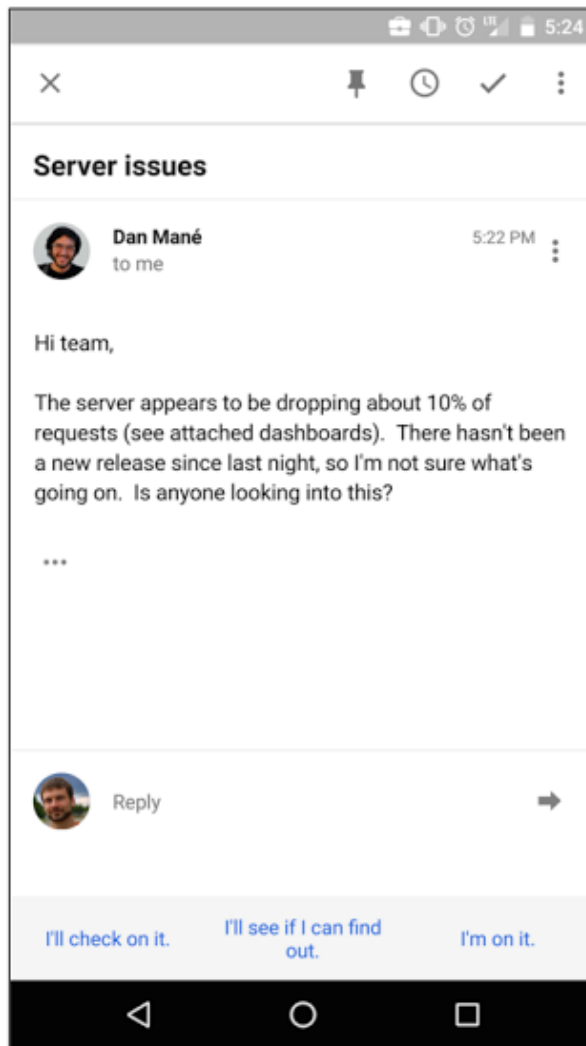 LTE 5:24
Server issues
Dan Mané 5:22 PM
to me
Hi team,
The server appears to be dropping about 10% of
requests (see attached dashboards).  There hasn't been
a new release since last night, so I'm not sure what's
going on.  Is anyone looking into this?
Reply
I'll check on it.
I'll see if I can find
out.
I'm on it.